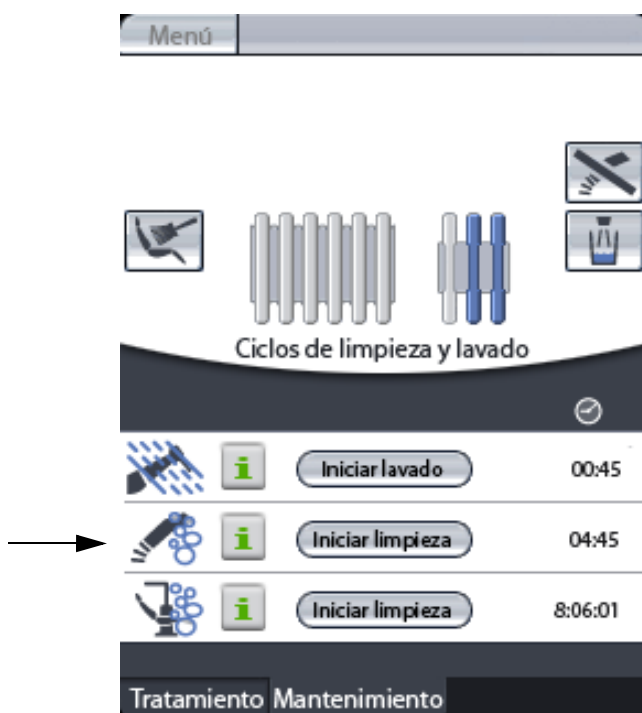 Menú
Ciclos de limpieza y lavado
i Iniciar lavado 00:45
i Iniciar limpieza 04:45
i Iniciar limpieza 8:06:01
Tratamiento Mantenimiento